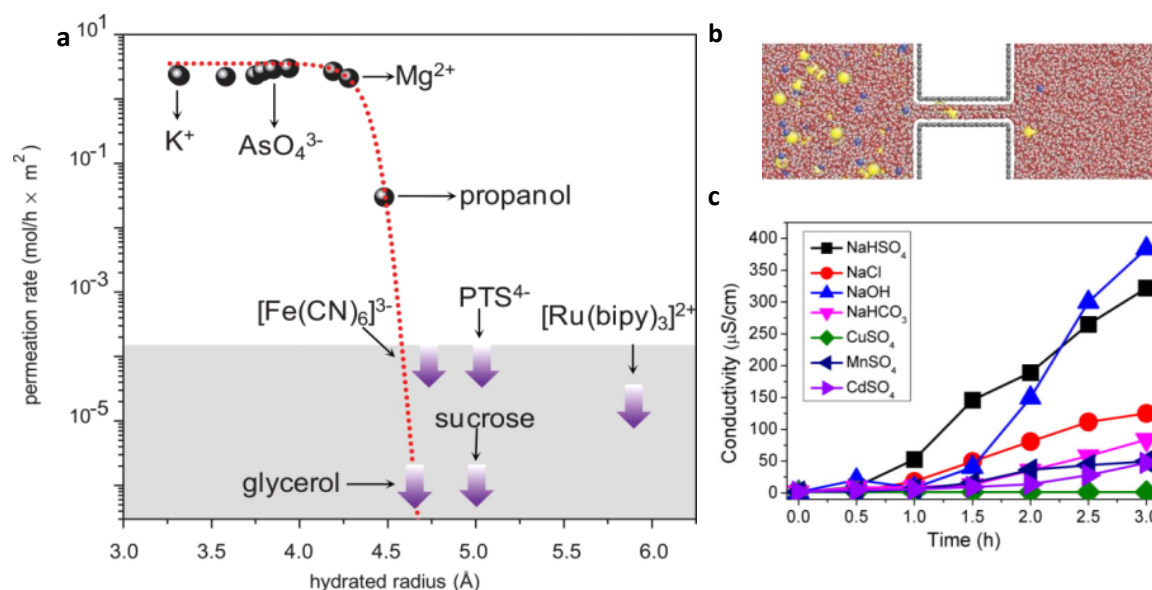 a
permeation rate (mol/h × m²)
10¹
10⁻¹
10⁻³
10⁻⁵
K⁺
AsO₄³⁻
Mg²⁺
propanol
[Fe(CN)₆]³⁻
PTS⁴⁻
[Ru(bipy)₃]²⁺
sucrose
glycerol
3.0 3.5 4.0 4.5 5.0 5.5 6.0
hydrated radius (Å)
b
c
Conductivity (µS/cm)
400
350
300
250
200
150
100
50
0
NaHSO₄
NaCl
NaOH
NaHCO₃
CuSO₄
MnSO₄
CdSO₄
0.0 0.5 1.0 1.5 2.0 2.5 3.0
Time (h)